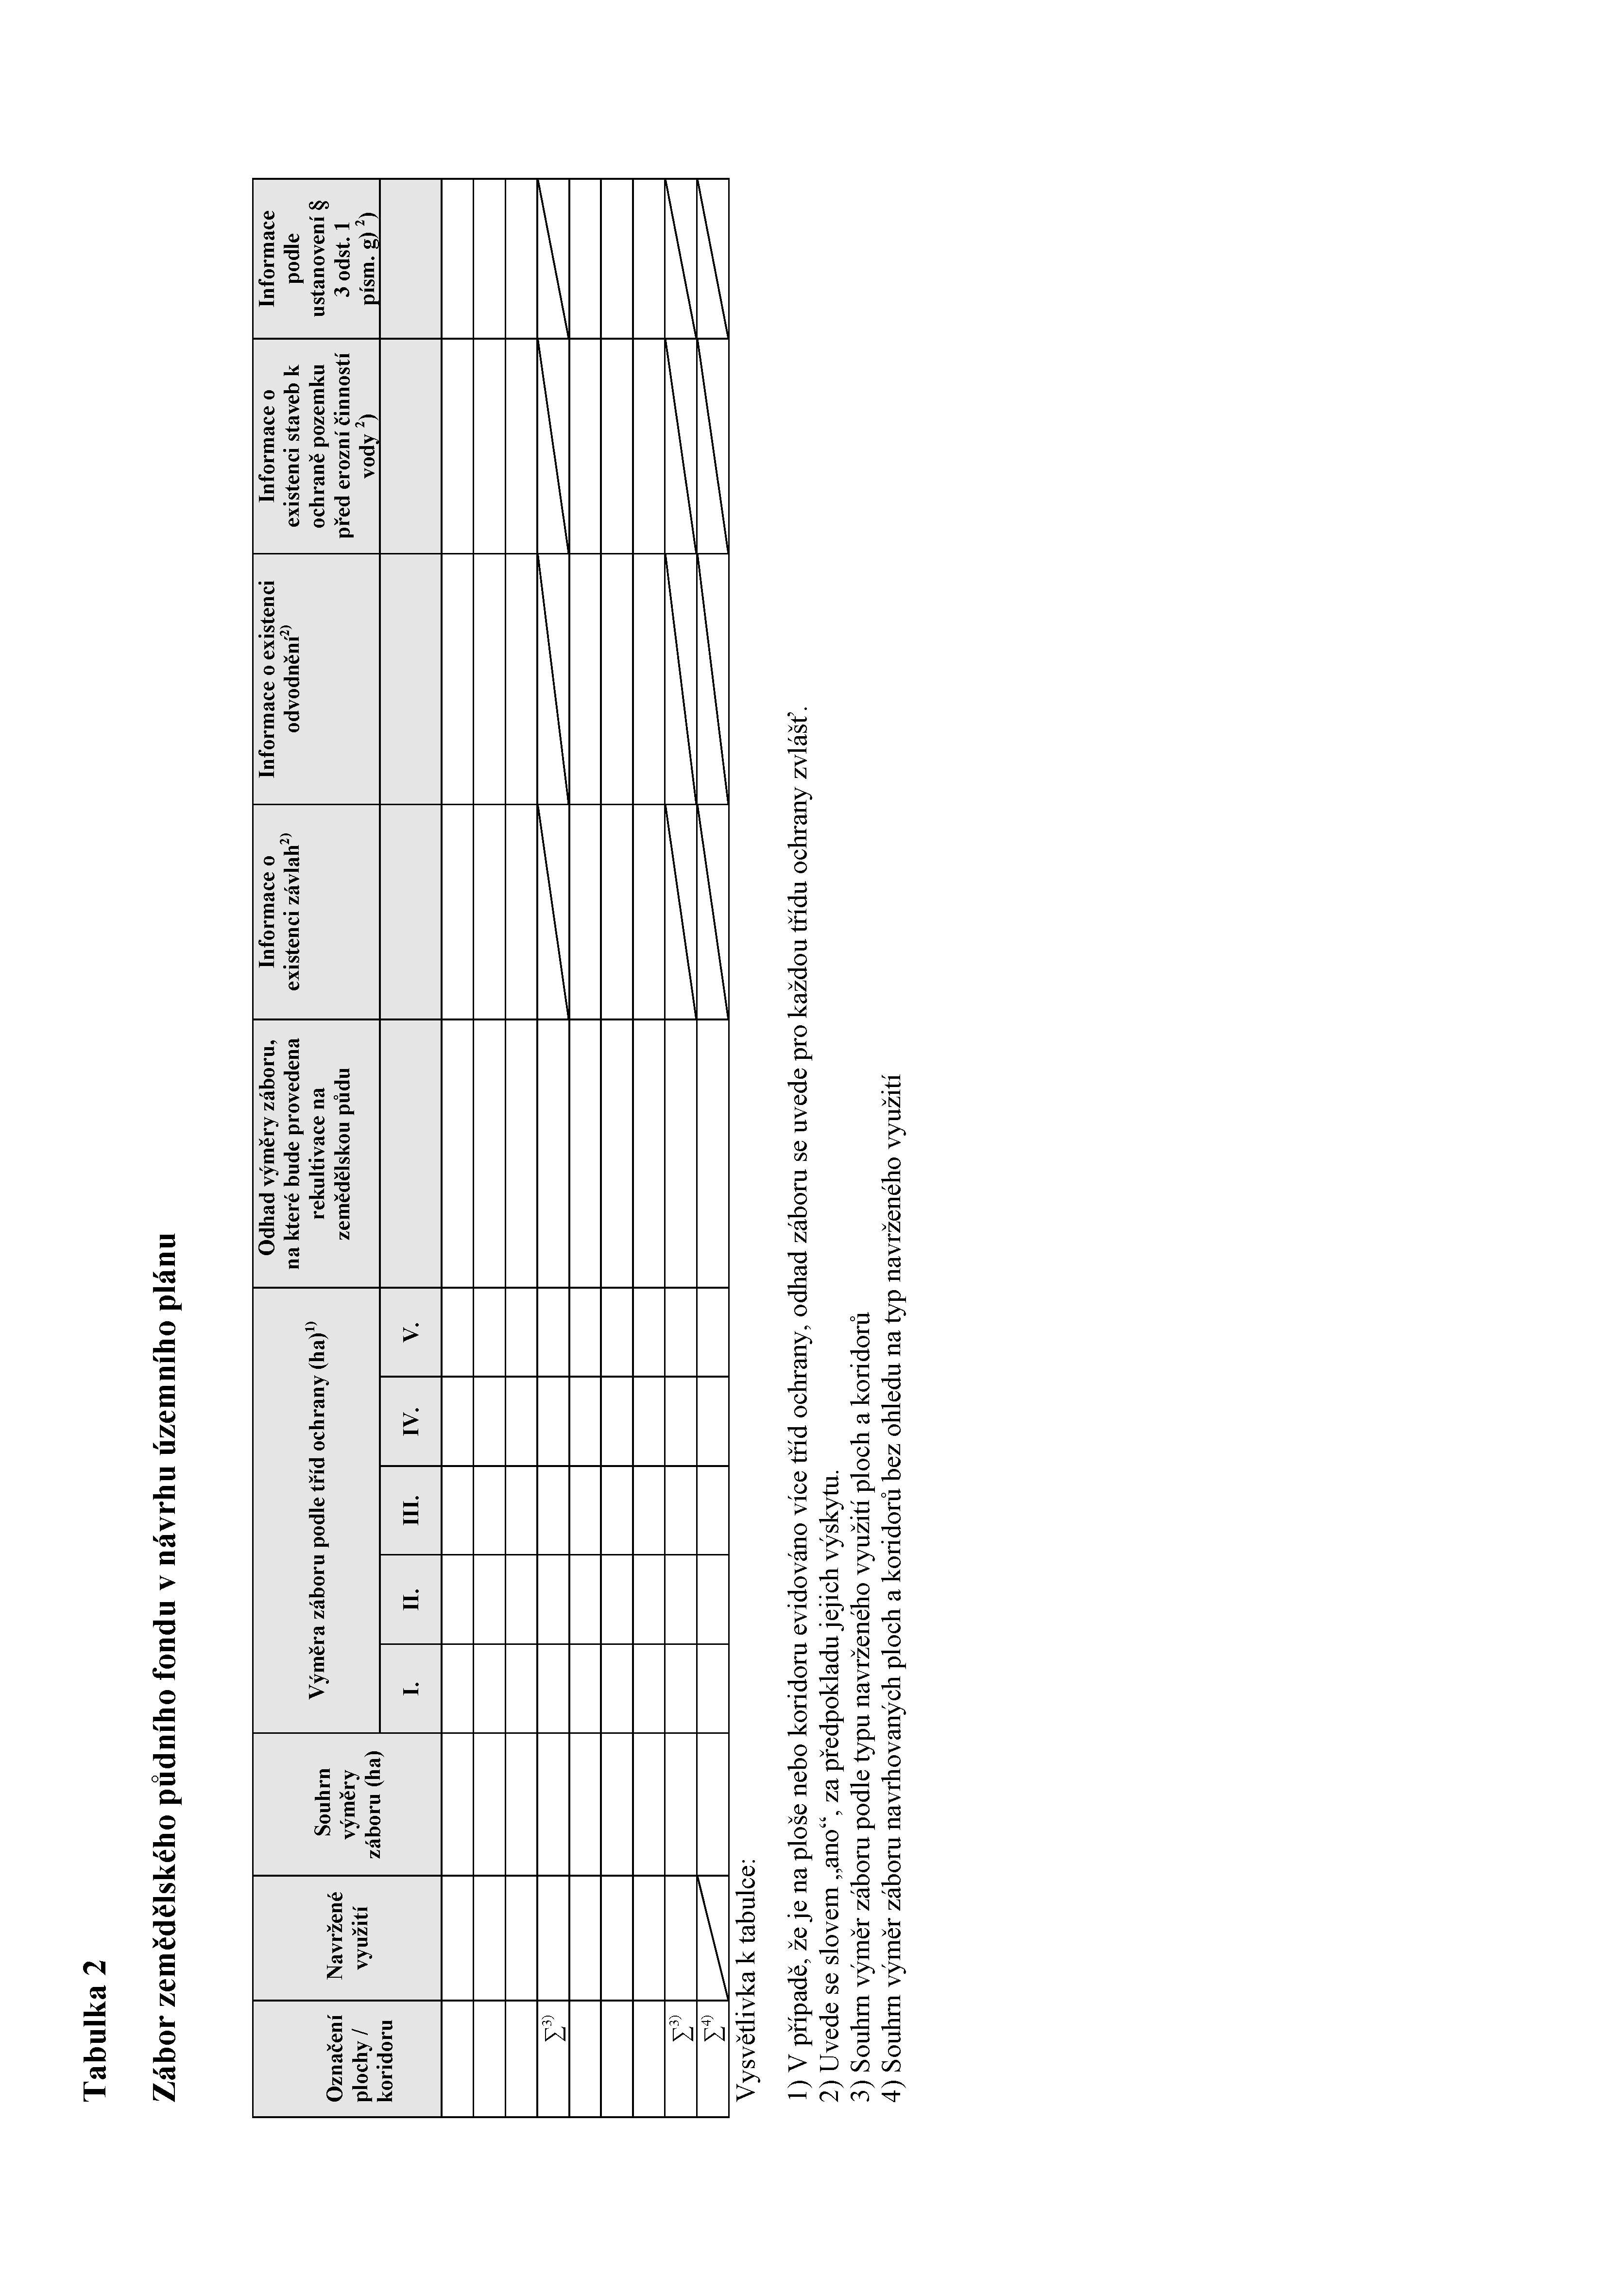 Tabulka 2
Zábor zemědělského půdního fondu v návrhu územního plánu
Označení
plochy /
koridoru
Navržené
využití
Souhrn
výměry
záboru (ha)
Výměra záboru podle tříd ochrany (ha)1)
I.
II.
III.
IV.
V.
Odhad výměry záboru,
na které bude provedena
rekultivace na
zemědělskou půdu
Informace o
existenci závlah2)
Informace o existenci
odvodnění2)
Informace o
existenci staveb k
ochraně pozemku
před erozní činností
vody 2)
Informace
podle
ustanovení §
3 odst. 1
písm. g) 2)
∑3)
∑3)
∑4)
Vysvětlivka k tabulce:
1) V případě, že je na ploše nebo koridoru evidováno více tříd ochrany, odhad záboru se uvede pro každou třídu ochrany zvlášť.
2) Uvede se slovem „ano“, za předpokladu jejich výskytu.
3) Souhrn výměr záboru podle typu navrženého využití ploch a koridorů
4) Souhrn výměr záboru navrhovaných ploch a koridorů bez ohledu na typ navrženého využití